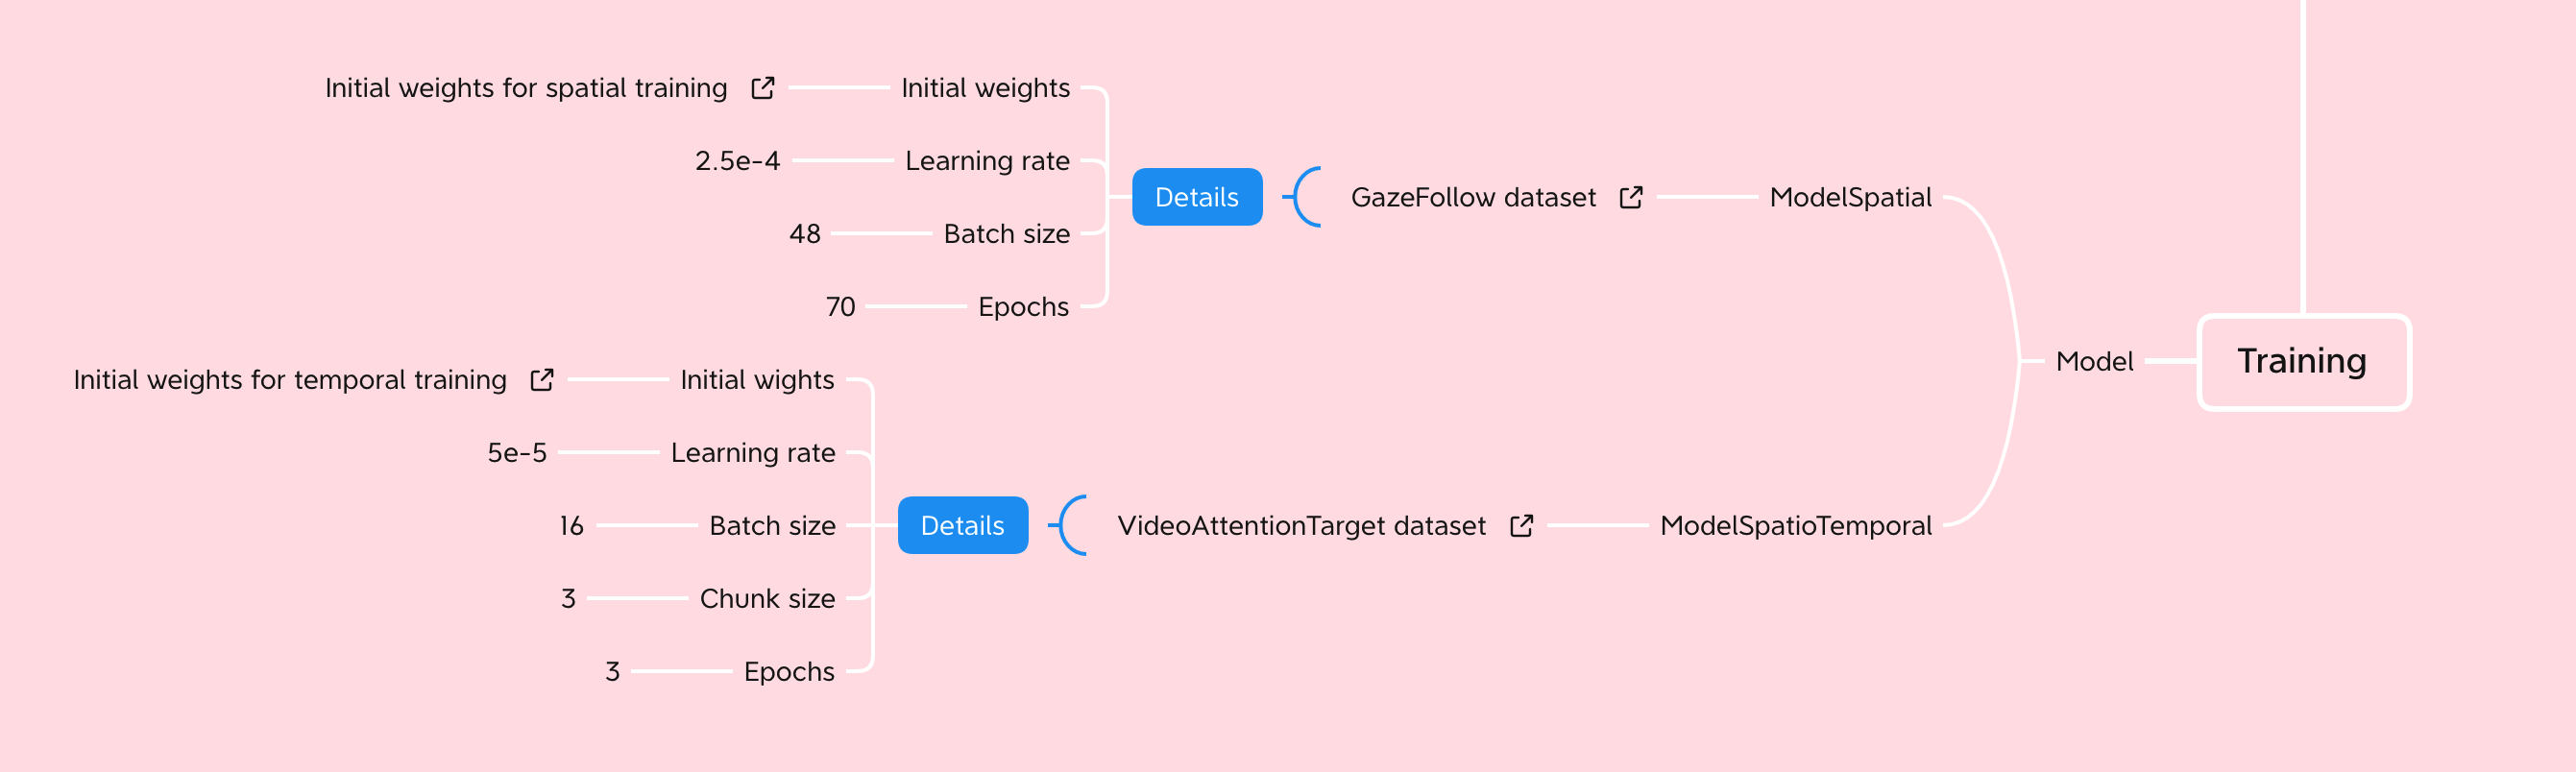 Initial weights for spatial training
Initial weights
2.5e-4
Learning rate
Details
GazeFollow dataset
ModelSpatial
48
Batch size
70
Epochs
Training
Model
Initial weights for temporal training
Initial wights
5e-5
Learning rate
16
Batch size
Details
VideoAttentionTarget dataset
ModelSpatioTemporal
3
Chunk size
3
Epochs